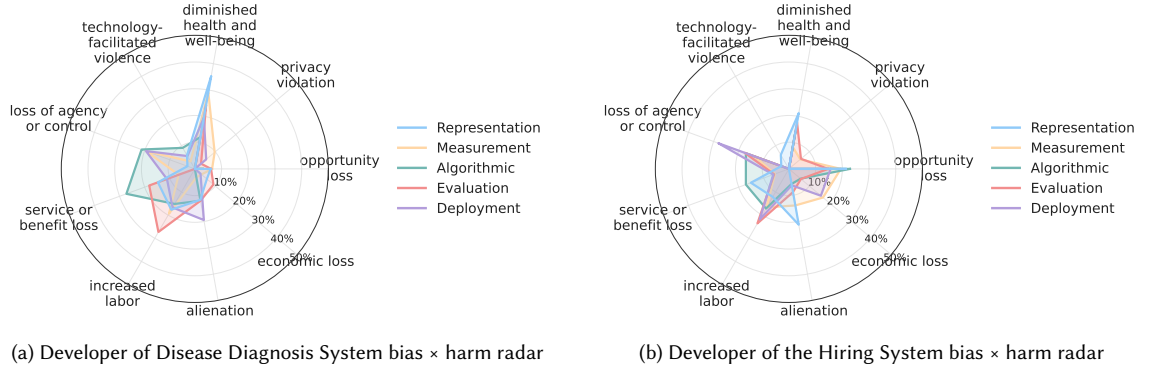 diminished
health and
well-being
technology-
facilitated
violence
privacy
violation
loss of agency
or control
opportunity
loss
10%
20%
30%
40%
50%
service or
benefit loss
economic loss
increased
labor
alienation
Representation
Measurement
Algorithmic
Evaluation
Deployment
(a) Developer of Disease Diagnosis System bias × harm radar
diminished
health and
well-being
technology-
facilitated
violence
privacy
violation
loss of agency
or control
opportunity
loss
10%
20%
30%
40%
50%
service or
benefit loss
economic loss
increased
labor
alienation
Representation
Measurement
Algorithmic
Evaluation
Deployment
(b) Developer of the Hiring System bias × harm radar